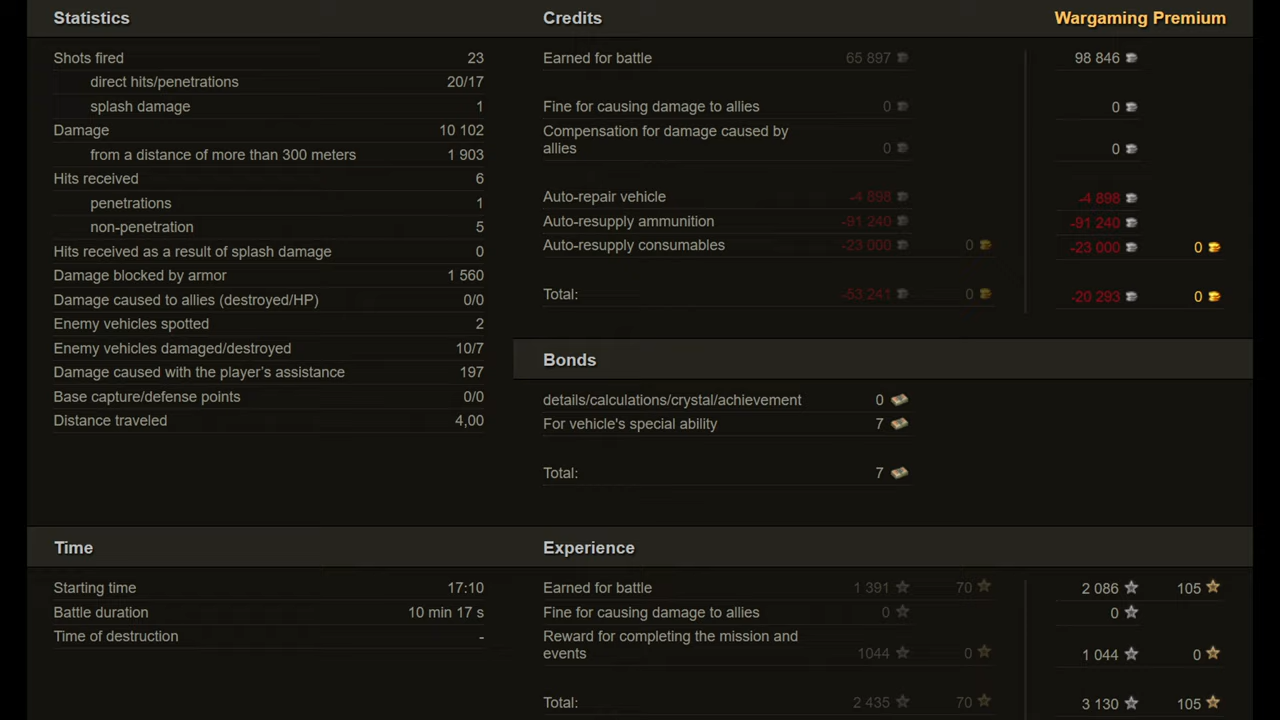 Statistics
Shots fired 23
direct hits/penetrations 20/17
splash damage 1
Damage 10 102
from a distance of more than 300 meters 1 903
Hits received 6
penetrations 1
non-penetration 5
Hits received as a result of splash damage 0
Damage blocked by armor 1 560
Damage caused to allies (destroyed/HP) 0/0
Enemy vehicles spotted 2
Enemy vehicles damaged/destroyed 10/7
Damage caused with the player's assistance 197
Base capture/defense points 0/0
Distance traveled 4,00
Credits Wargaming Premium
Earned for battle 65 897 98 846
Fine for causing damage to allies 0 0
Compensation for damage caused by
allies 0 0
Auto-repair vehicle -4 898 -4 898
Auto-resupply ammunition -91 240 -91 240
Auto-resupply consumables -23 000 0 -23 000 0
Total: -53 241 0 -20 293 0
Bonds
details/calculations/crystal/achievement 0
For vehicle's special ability 7
Total: 7
Time
Starting time 17:10
Battle duration 10 min 17 s
Time of destruction -
Experience
Earned for battle 1 391 70 2 086 105
Fine for causing damage to allies 0 0
Reward for completing the mission and
events 1044 0 1 044 0
Total: 2 435 70 3 130 105